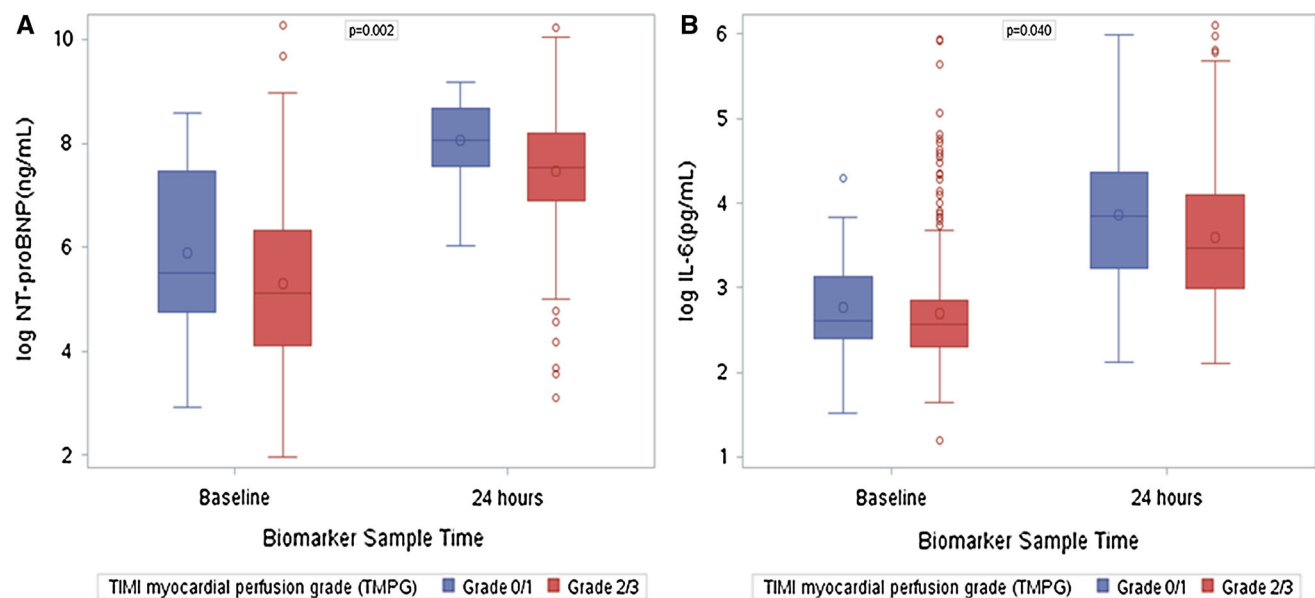 A
p=0.002
10
8
6
4
2
log NT-proBNP(ng/mL)
Baseline
24 hours
Biomarker Sample Time
TIMI myocardial perfusion grade (TMPG) Grade 0/1 Grade 2/3
B
p=0.040
6
5
4
3
2
1
log IL-6(pg/mL)
Baseline
24 hours
Biomarker Sample Time
TIMI myocardial perfusion grade (TMPG) Grade 0/1 Grade 2/3